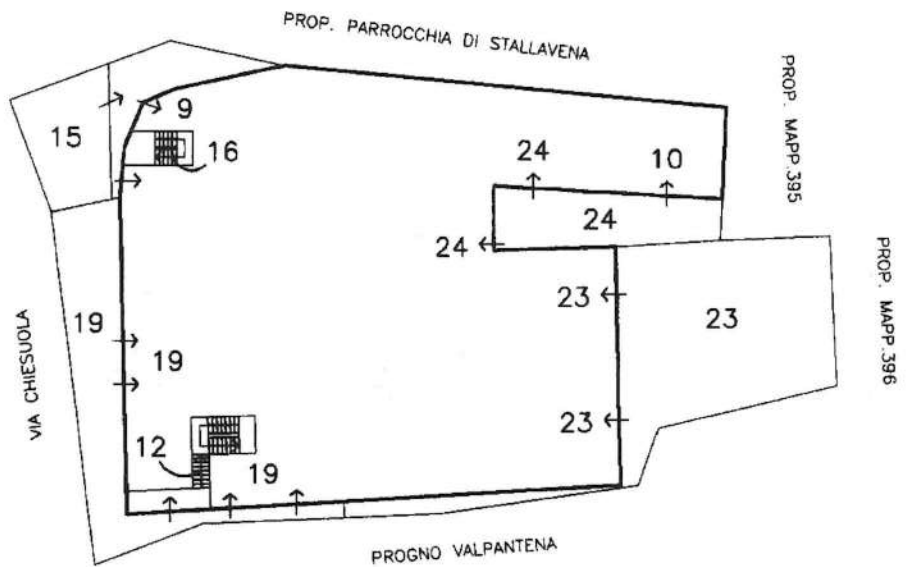 PROP. PARROCCHIA DI STALLAVENA
PROP. MAPP.395
PROP. MAPP.396
VIA CHIESUOLA
PROGNO VALPANTENA
15
9
16
24
10
24
24
23
23
19
19
23
12
19